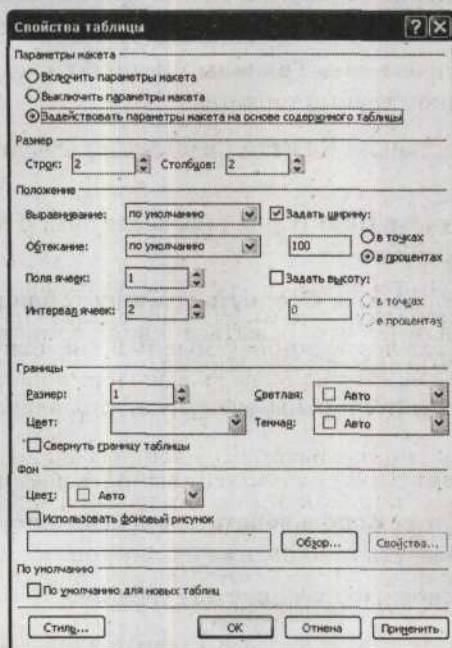 Свойства таблицы
Параметры макета
Включить параметры макета
Выключить параметры макета
Задействовать параметры макета на основе содержимого таблицы
Размер
Строк: 2 Столбцов: 2
Положение
Выравнивание: по умолчанию Задать ширину:
Обтекание: по умолчанию 100 в точках
в процентах
Поля ячеек: 1 Задать высоту:
Интервал ячеек: 2 0 в точках
в процентах
Границы
Размер: 1 Светлая: Авто
Цвет: Темная: Авто
Свернуть границу таблицы
Фон
Цвет: Авто
Использовать фоновый рисунок
Обзор... Свойства...
По умолчанию
По умолчанию для новых таблиц
Стиль... ОК Отмена Применить